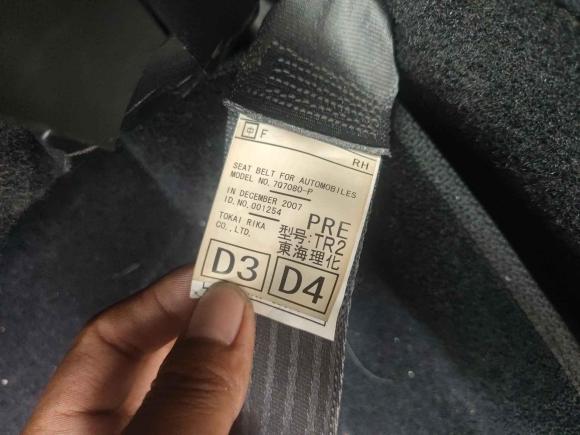 中 F
RH
SEAT BELT FOR AUTOMOBILES
MODEL NO. 7Q7080-P
IN DECEMBER 2007
ID. NO. 001254
TOKAI RIKA
CO., LTD.
PRE
型号:TR2
東海理化
D3 D4